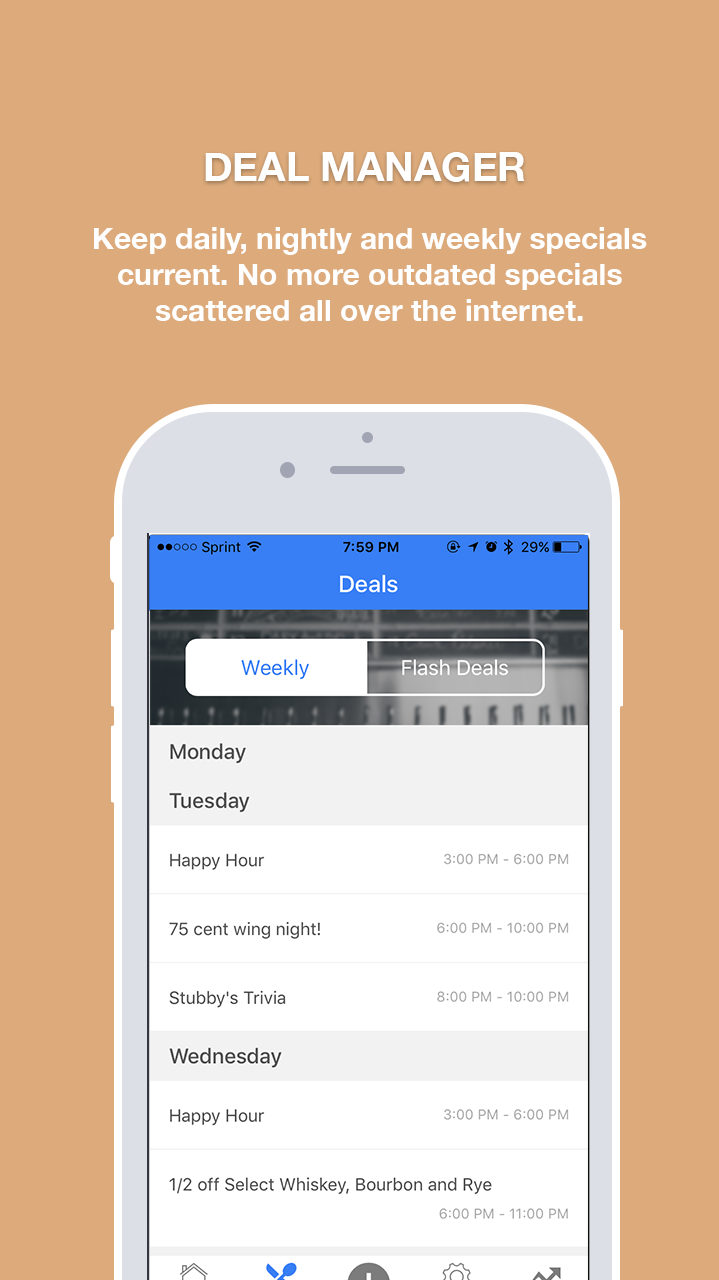 DEAL MANAGER
Keep daily, nightly and weekly specials
current. No more outdated specials
scattered all over the internet.
Sprint 7:59 PM 29%
Deals
Weekly Flash Deals
Monday
Tuesday
Happy Hour 3:00 PM - 6:00 PM
75 cent wing night! 6:00 PM - 10:00 PM
Stubby's Trivia 8:00 PM - 10:00 PM
Wednesday
Happy Hour 3:00 PM - 6:00 PM
1/2 off Select Whiskey, Bourbon and Rye
6:00 PM - 11:00 PM